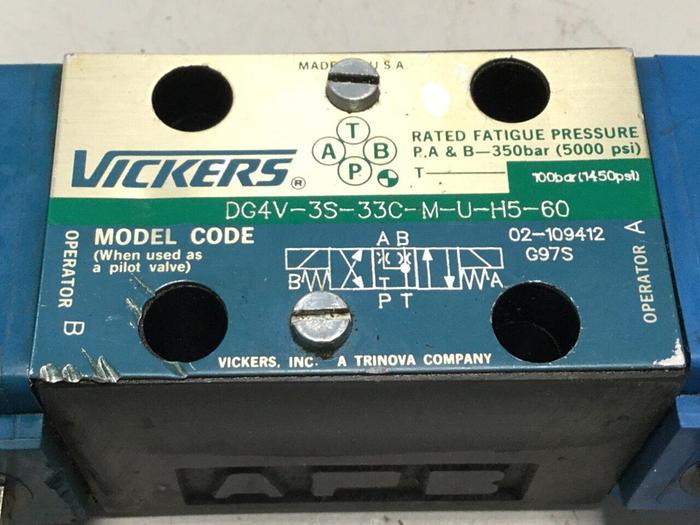 MADE U.S.A.
T
A B
P
VICKERS®
RATED FATIGUE PRESSURE
P.A & B—350bar (5000 psi)
T— 100bar(1450psi)
DG4V-3S-33C-M-U-H5-60
MODEL CODE
(When used as
a pilot valve)
02-109412
G97S
OPERATOR B
OPERATOR A
A B
B T A
P T
VICKERS, INC. A TRINOVA COMPANY